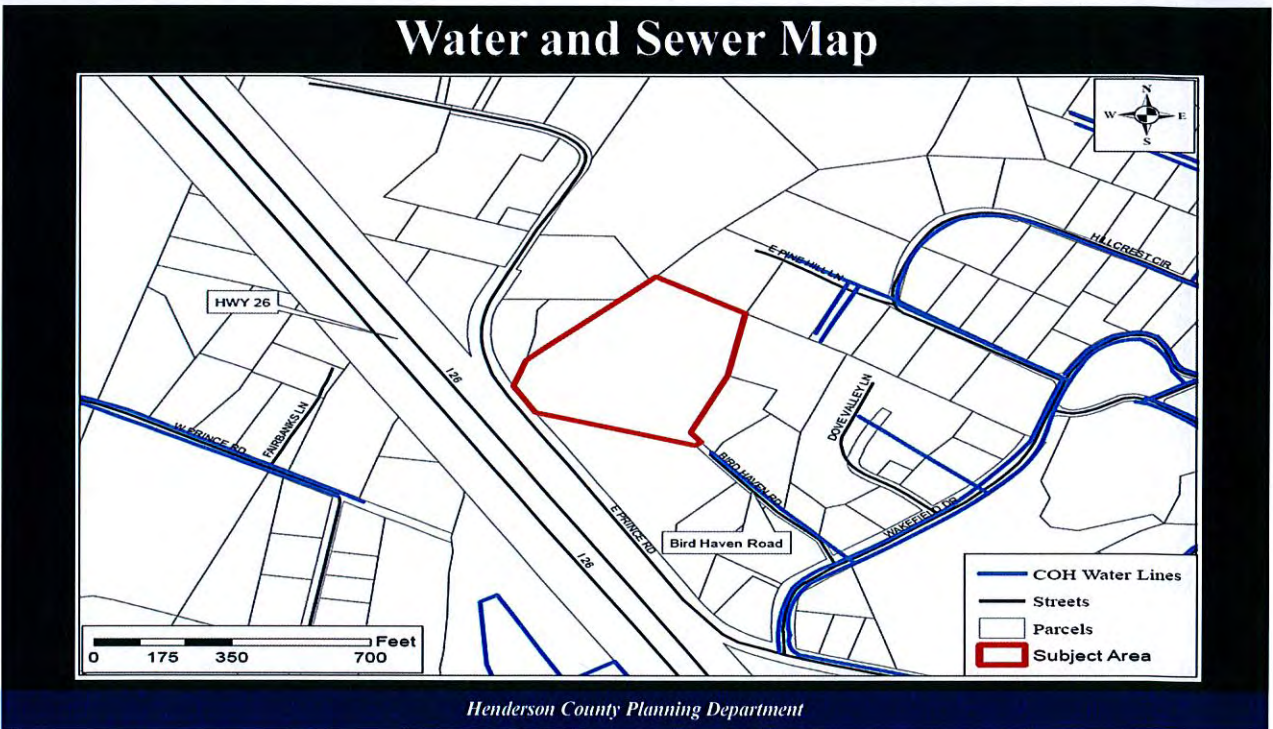 Water and Sewer Map
N
W E
S
HILLCREST CIR
E PINE HILL LN
HWY 26
I 26
DOVE VALLEY LN
FAIRBANKS LN
W PRINCE RD
BIRD HAVEN RD
WAKEFIELD DR
E PRINCE RD
Bird Haven Road
I 26
COH Water Lines
Streets
Parcels
Subject Area
Feet
0 175 350 700
Henderson County Planning Department